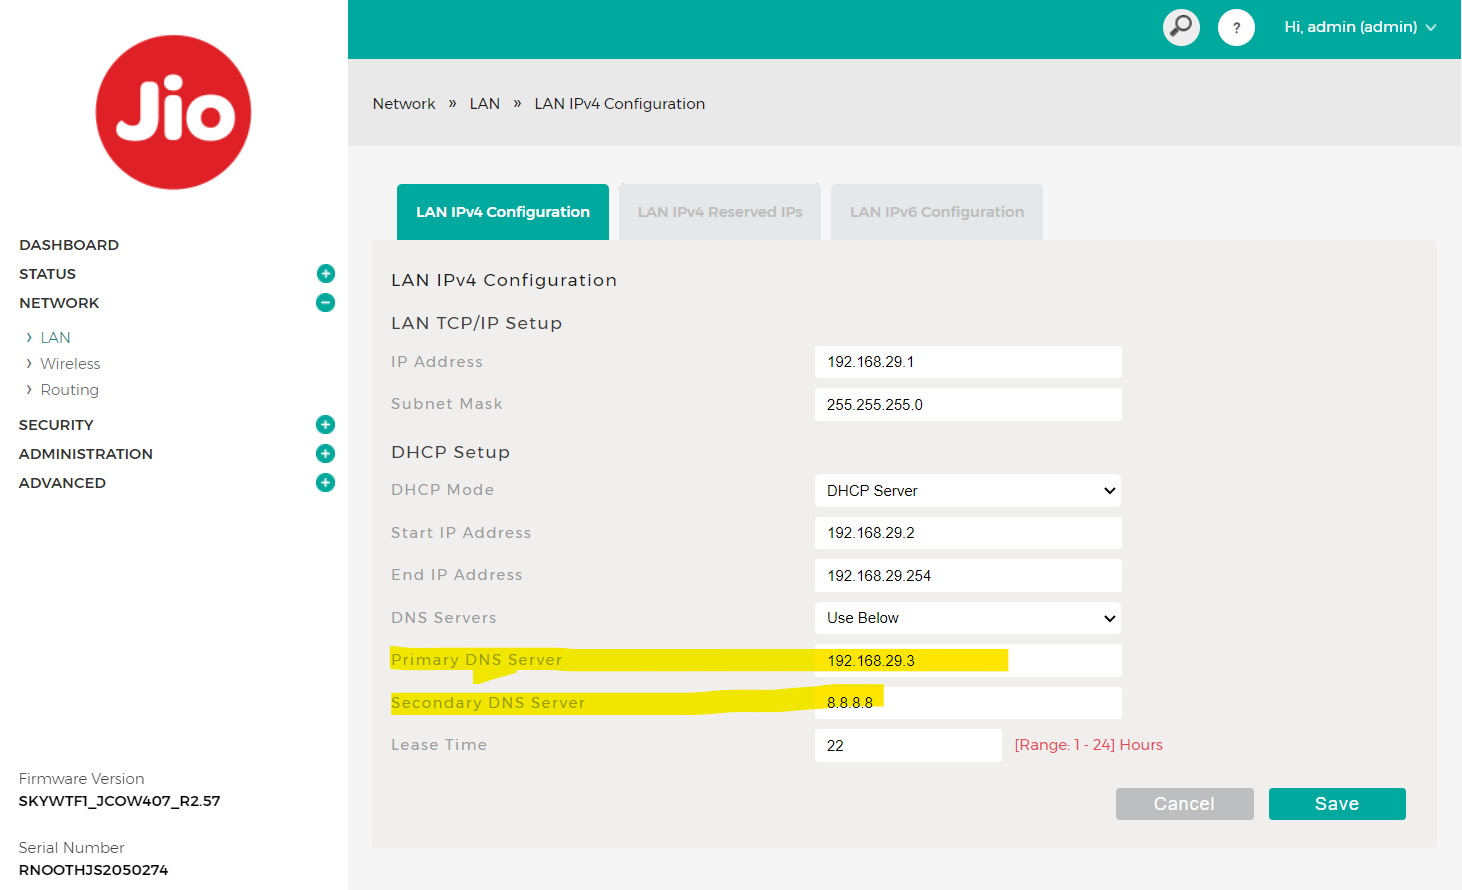 Jio
? Hi, admin (admin)
Network » LAN » LAN IPv4 Configuration
LAN IPv4 Configuration LAN IPv4 Reserved IPs LAN IPv6 Configuration
DASHBOARD
STATUS
NETWORK
› LAN
› Wireless
› Routing
SECURITY
ADMINISTRATION
ADVANCED
Firmware Version
SKYWTF1_JCOW407_R2.57
Serial Number
RNOOTHJS2050274
LAN IPv4 Configuration
LAN TCP/IP Setup
IP Address 192.168.29.1
Subnet Mask 255.255.255.0
DHCP Setup
DHCP Mode DHCP Server
Start IP Address 192.168.29.2
End IP Address 192.168.29.254
DNS Servers Use Below
Primary DNS Server 192.168.29.3
Secondary DNS Server 8.8.8.8
Lease Time 22 [Range: 1 - 24] Hours
Cancel Save